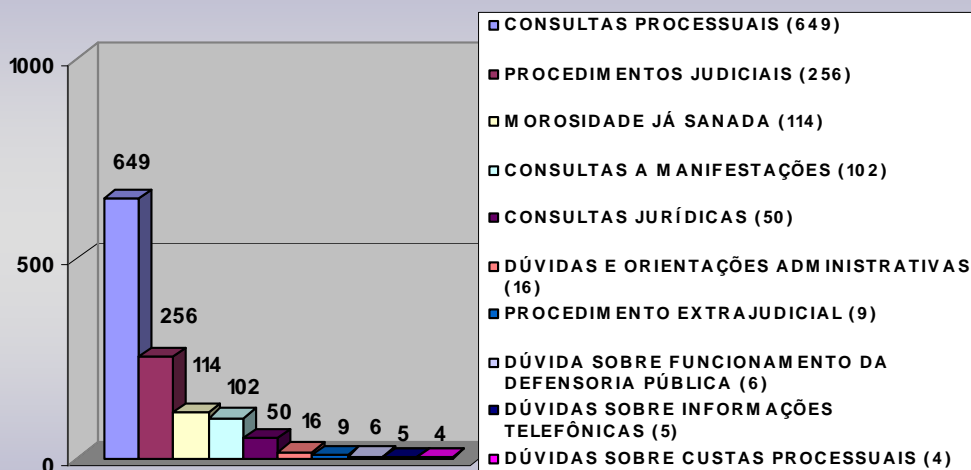 1000
500
0
649
256
114
102
50
16
9
6
5
4
CONSULTAS PROCESSUAIS (649)
PROCEDIMENTOS JUDICIAIS (256)
MOROSIDADE JÁ SANADA (114)
CONSULTAS A MANIFESTAÇÕES (102)
CONSULTAS JURÍDICAS (50)
DÚVIDAS E ORIENTAÇÕES ADMINISTRATIVAS
(16)
PROCEDIMENTO EXTRAJUDICIAL (9)
DÚVIDA SOBRE FUNCIONAMENTO DA
DEFENSORIA PÚBLICA (6)
DÚVIDAS SOBRE INFORMAÇÕES
TELEFÔNICAS (5)
DÚVIDAS SOBRE CUSTAS PROCESSUAIS (4)